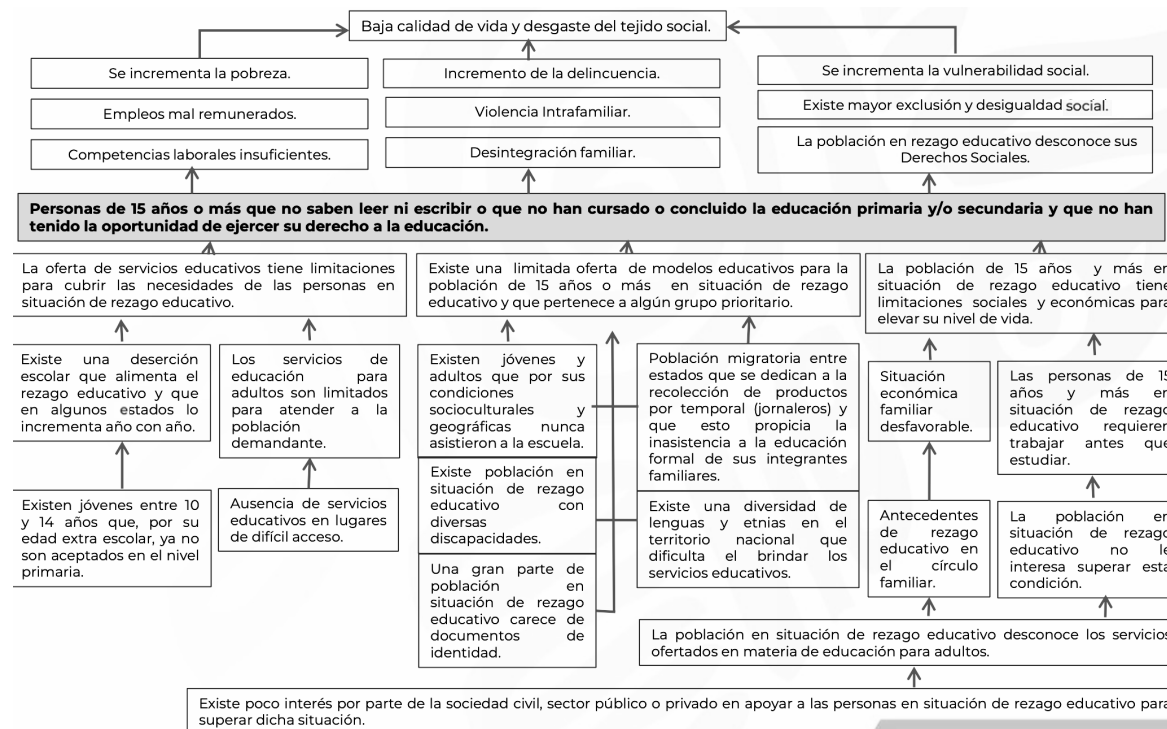 Baja calidad de vida y desgaste del tejido social.
Se incrementa la pobreza.
Incremento de la delincuencia.
Se incrementa la vulnerabilidad social.
Empleos mal remunerados.
Violencia Intrafamiliar.
Existe mayor exclusión y desigualdad social.
Competencias laborales insuficientes.
Desintegración familiar.
La población en rezago educativo desconoce sus
Derechos Sociales.
Personas de 15 años o más que no saben leer ni escribir o que no han cursado o concluido la educación primaria y/o secundaria y que no han
tenido la oportunidad de ejercer su derecho a la educación.
La oferta de servicios educativos tiene limitaciones
para cubrir las necesidades de las personas en
situación de rezago educativo.
Existe una limitada oferta de modelos educativos para la
población de 15 años o más en situación de rezago
educativo y que pertenece a algún grupo prioritario.
La población de 15 años y más en
situación de rezago educativo tiene
limitaciones sociales y económicas para
elevar su nivel de vida.
Existe una deserción
escolar que alimenta el
rezago educativo y que
en algunos estados lo
incrementa año con año.
Los servicios de
educación para
adultos son limitados
para atender a la
población
demandante.
Existen jóvenes y
adultos que por sus
condiciones
socioculturales y
geográficas nunca
asistieron a la escuela.
Población migratoria entre
estados que se dedican a la
recolección de productos
por temporal (jornaleros) y
que esto propicia la
inasistencia a la educación
formal de sus integrantes
familiares.
Situación
económica
familiar
desfavorable.
Las personas de 15
años y más en
situación de rezago
educativo requieren
trabajar antes que
estudiar.
Existen jóvenes entre 10
y 14 años que, por su
edad extra escolar, ya no
son aceptados en el nivel
primaria.
Ausencia de servicios
educativos en lugares
de difícil acceso.
Existe población en
situación de rezago
educativo con
diversas
discapacidades.
Existe una diversidad de
lenguas y etnias en el
territorio nacional que
dificulta el brindar los
servicios educativos.
Antecedentes
de rezago
educativo en
el círculo
familiar.
La población en
situación de rezago
educativo no le
interesa superar esta
condición.
Una gran parte de
población en
situación de rezago
educativo carece de
documentos de
identidad.
La población en situación de rezago educativo desconoce los servicios
ofertados en materia de educación para adultos.
Existe poco interés por parte de la sociedad civil, sector público o privado en apoyar a las personas en situación de rezago educativo para
superar dicha situación.